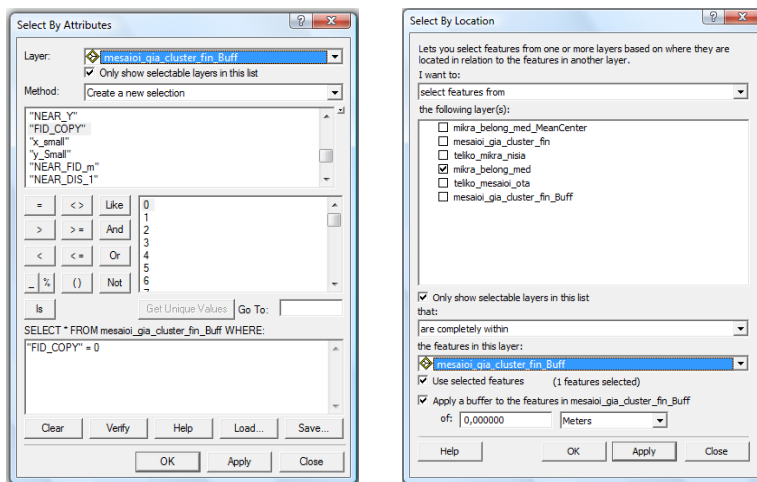 Select By Attributes
Layer: mesaioi_gia_cluster_fin_Buff
Only show selectable layers in this list
Method: Create a new selection
"NEAR_Y"
"FID_COPY"
"x_small"
"y_Small"
"NEAR_FID_m"
"NEAR_DIS_1"
= < > Like
> > = And
< < = Or
_ % () Not
Is
0
1
2
3
4
5
6
Get Unique Values Go To:
SELECT * FROM mesaioi_gia_cluster_fin_Buff WHERE:
"FID_COPY" = 0
Clear Verify Help Load... Save...
OK Apply Close
Select By Location
Lets you select features from one or more layers based on where they are
located in relation to the features in another layer.
I want to:
select features from
the following layer(s):
mikra_belong_med_MeanCenter
mesaioi_gia_cluster_fin
teliko_mikra_nisia
mikra_belong_med
teliko_mesaioi_ota
mesaioi_gia_cluster_fin_Buff
Only show selectable layers in this list
that:
are completely within
the features in this layer:
mesaioi_gia_cluster_fin_Buff
Use selected features (1 features selected)
Apply a buffer to the features in mesaioi_gia_cluster_fin_Buff
of: 0,000000 Meters
Help OK Apply Close